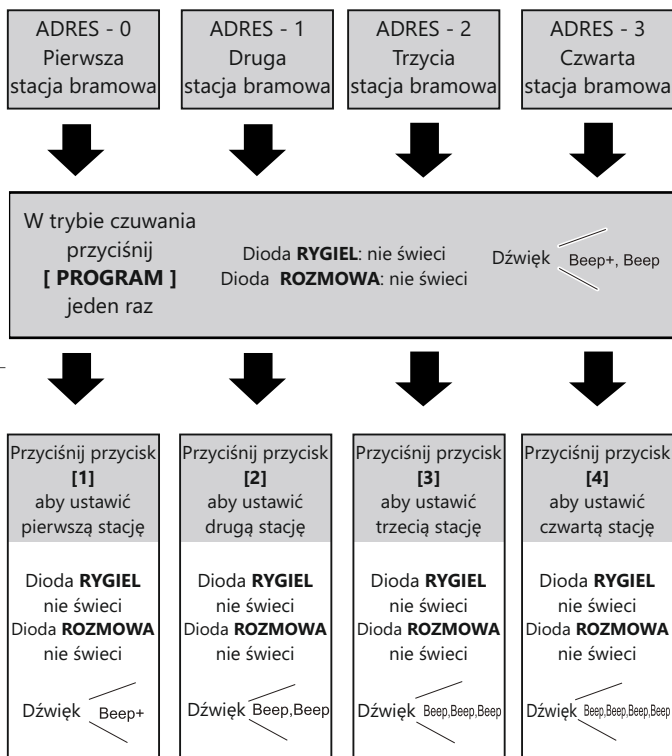 ADRES - 0
Pierwsza
stacja bramowa
ADRES - 1
Druga
stacja bramowa
ADRES - 2
Trzycia
stacja bramowa
ADRES - 3
Czwarta
stacja bramowa
W trybie czuwania
przyciśnij
[ PROGRAM ]
jeden raz
Dioda RYGIEL: nie świeci
Dioda ROZMOWA: nie świeci
Dźwięk
Beep+, Beep
Przyciśnij przycisk
[1]
aby ustawić
pierwszą stację
Dioda RYGIEL
nie świeci
Dioda ROZMOWA
nie świeci
Dźwięk
Beep+
Przyciśnij przycisk
[2]
aby ustawić
drugą stację
Dioda RYGIEL
nie świeci
Dioda ROZMOWA
nie świeci
Dźwięk
Beep,Beep
Przyciśnij przycisk
[3]
aby ustawić
trzecią stację
Dioda RYGIEL
nie świeci
Dioda ROZMOWA
nie świeci
Dźwięk
Beep,Beep,Beep
Przyciśnij przycisk
[4]
aby ustawić
czwartą stację
Dioda RYGIEL
nie świeci
Dioda ROZMOWA
nie świeci
Dźwięk
Beep,Beep,Beep,Beep